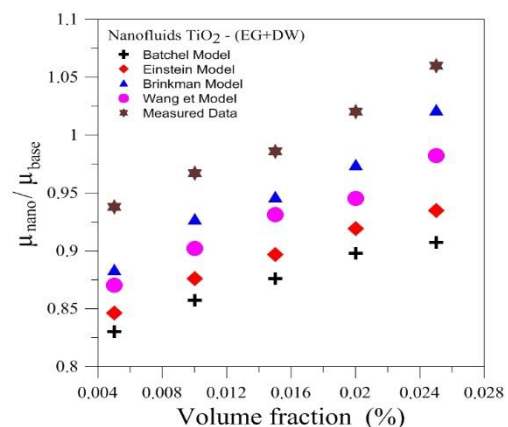 Nanofluids TiO2 - (EG+DW)
Batchel Model
Einstein Model
Brinkman Model
Wang et Model
Measured Data
μnano/ μbase
1.1
1.05
1
0.95
0.9
0.85
0.8
0.004
0.008
0.012
0.016
0.02
0.024
0.028
Volume fraction (%)